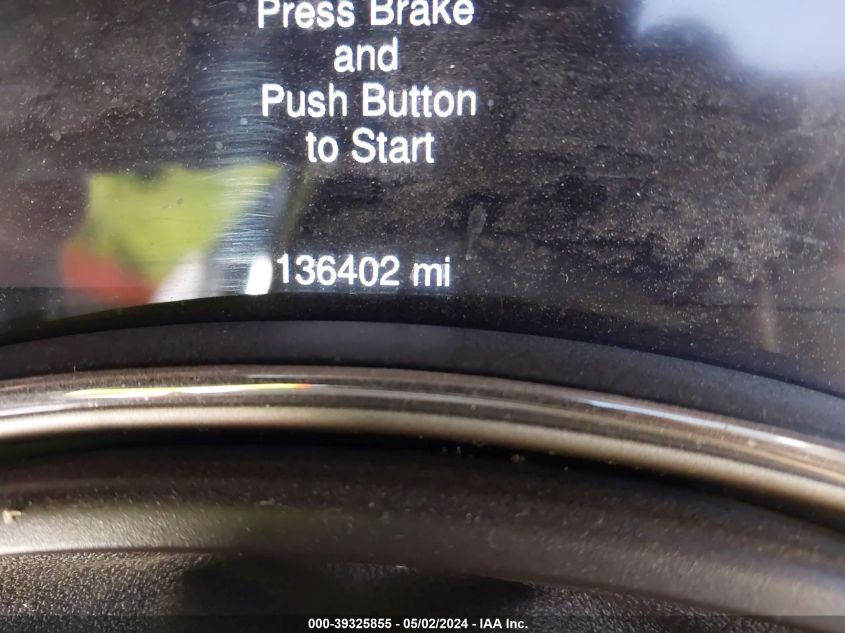 Press Brake
and
Push Button
to Start
136402 mi
000-39325855 - 05/02/2024 - IAA Inc.